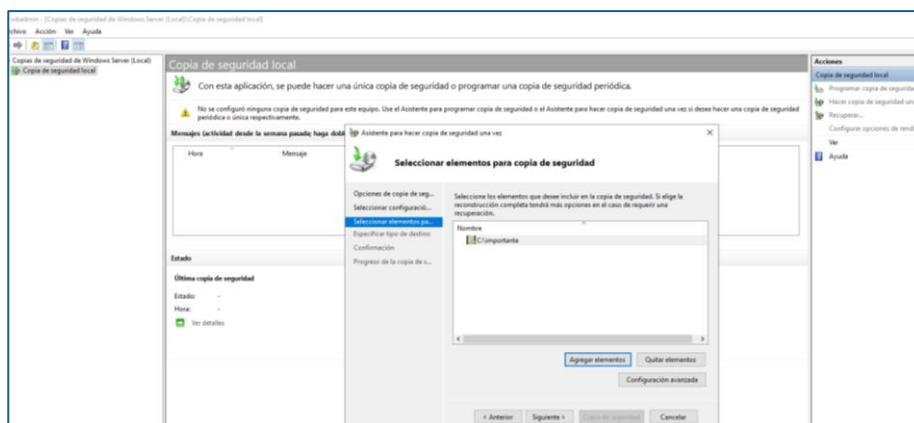 wbadmin - [Copias de seguridad de Windows Server (Local)\Copia de seguridad local]
Archivo Acción Ver Ayuda
Copias de seguridad de Windows Server (Local)
Copia de seguridad local
Copia de seguridad local
Con esta aplicación, se puede hacer una única copia de seguridad o programar una copia de seguridad periódica.
No se configuró ninguna copia de seguridad para este equipo. Use el Asistente para programar copia de seguridad o el Asistente para hacer copia de seguridad una vez si desea hacer una copia de seguridad
periódica o única respectivamente.
Mensajes (actividad desde la semana pasada; haga dobl
Hora Mensaje
Estado
Última copia de seguridad
Estado: -
Hora: -
Ver detalles
Asistente para hacer copia de seguridad una vez
Seleccionar elementos para copia de seguridad
Opciones de copia de seg...
Seleccionar configuració...
Seleccionar elementos pa...
Especificar tipo de destino
Confirmación
Progreso de la copia de s...
Seleccione los elementos que desee incluir en la copia de seguridad. Si elige la
reconstrucción completa tendrá más opciones en el caso de requerir una
recuperación.
Nombre
C:\importante
Agregar elementos Quitar elementos
Configuración avanzada
< Anterior Siguiente > Copia de seguridad Cancelar
Acciones
Copia de seguridad local
Programar copia de segurida
Hacer copia de seguridad un
Recuperar...
Configurar opciones de rend
Ver
Ayuda